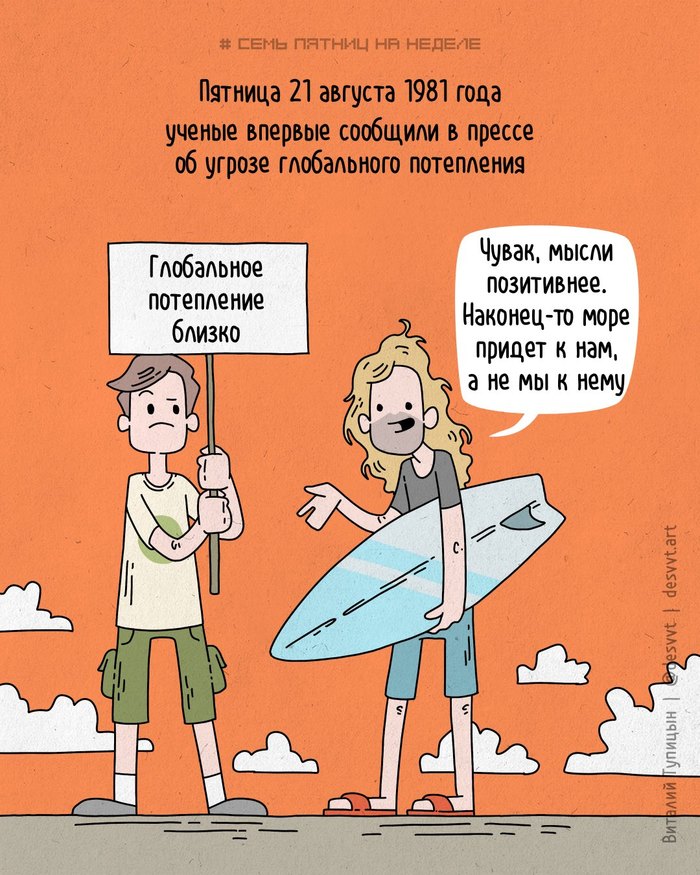 # СЕМЬ ПЯТНИЦ НА НЕДЕЛЕ
Пятница 21 августа 1981 года
ученые впервые сообщили в прессе
об угрозе глобального потепления
Глобальное
потепление
близко
Чувак, мысли
позитивнее.
Наконец-то море
придет к нам,
а не мы к нему
Виталий Тупицын | @desvvt | desvvt.art